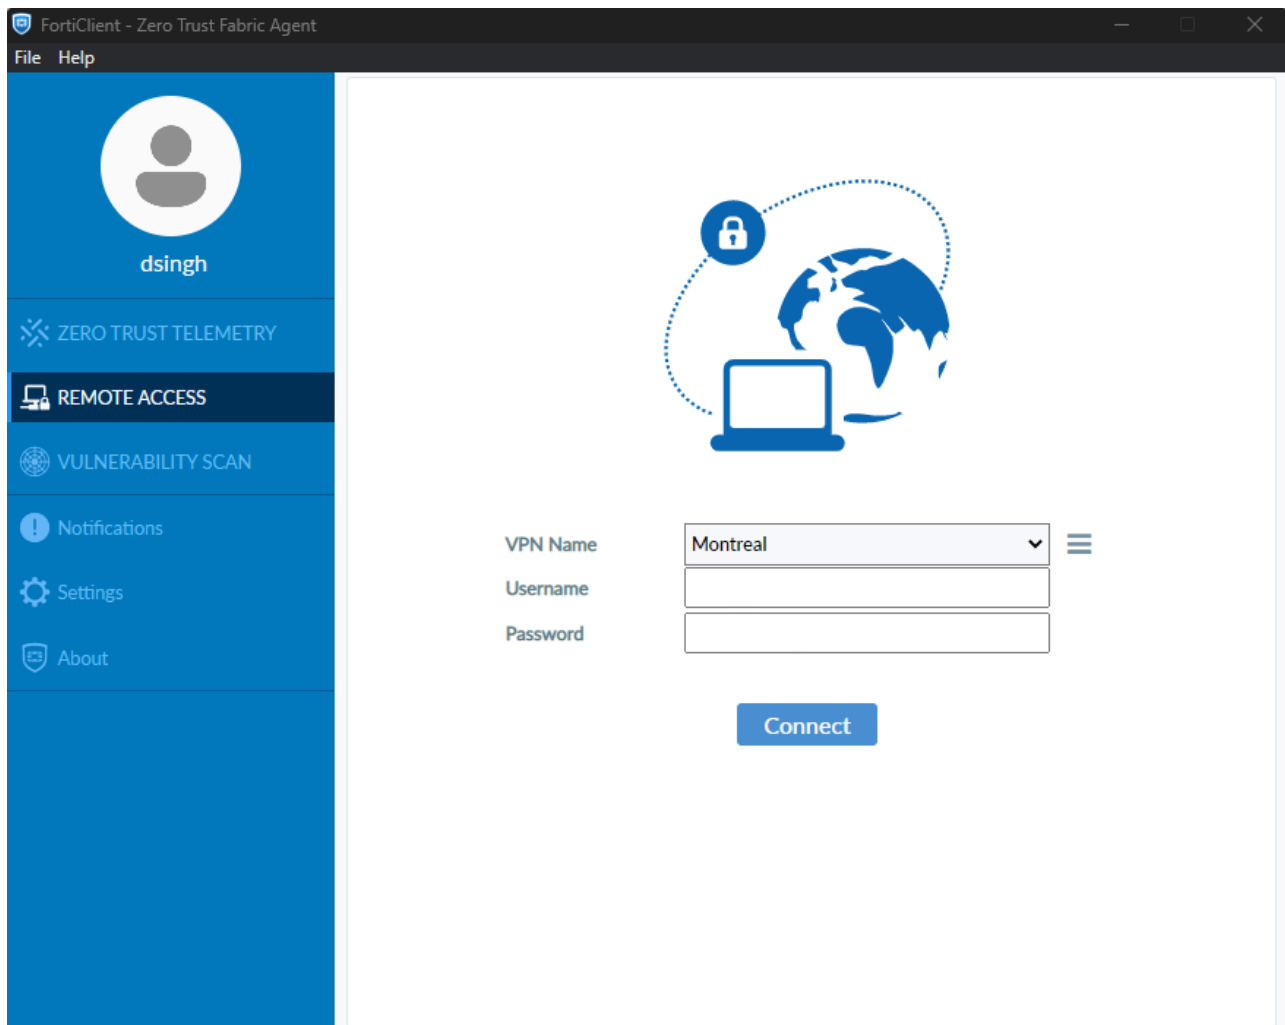 FortiClient - Zero Trust Fabric Agent
File Help
dsingh
ZERO TRUST TELEMETRY
REMOTE ACCESS
VULNERABILITY SCAN
Notifications
Settings
About
VPN Name Montreal
Username
Password
Connect